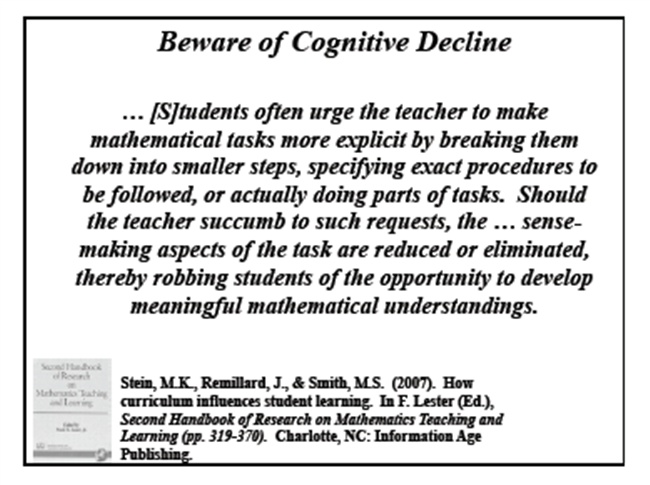 Beware of Cognitive Decline
… [S]tudents often urge the teacher to make
mathematical tasks more explicit by breaking them
down into smaller steps, specifying exact procedures to
be followed, or actually doing parts of tasks. Should
the teacher succumb to such requests, the … sense-
making aspects of the task are reduced or eliminated,
thereby robbing students of the opportunity to develop
meaningful mathematical understandings.
Second Handbook
of Research
on
Mathematics Teaching
and Learning
Stein, M.K., Remillard, J., & Smith, M.S. (2007). How
curriculum influences student learning. In F. Lester (Ed.),
Second Handbook of Research on Mathematics Teaching and
Learning (pp. 319-370). Charlotte, NC: Information Age
Publishing.